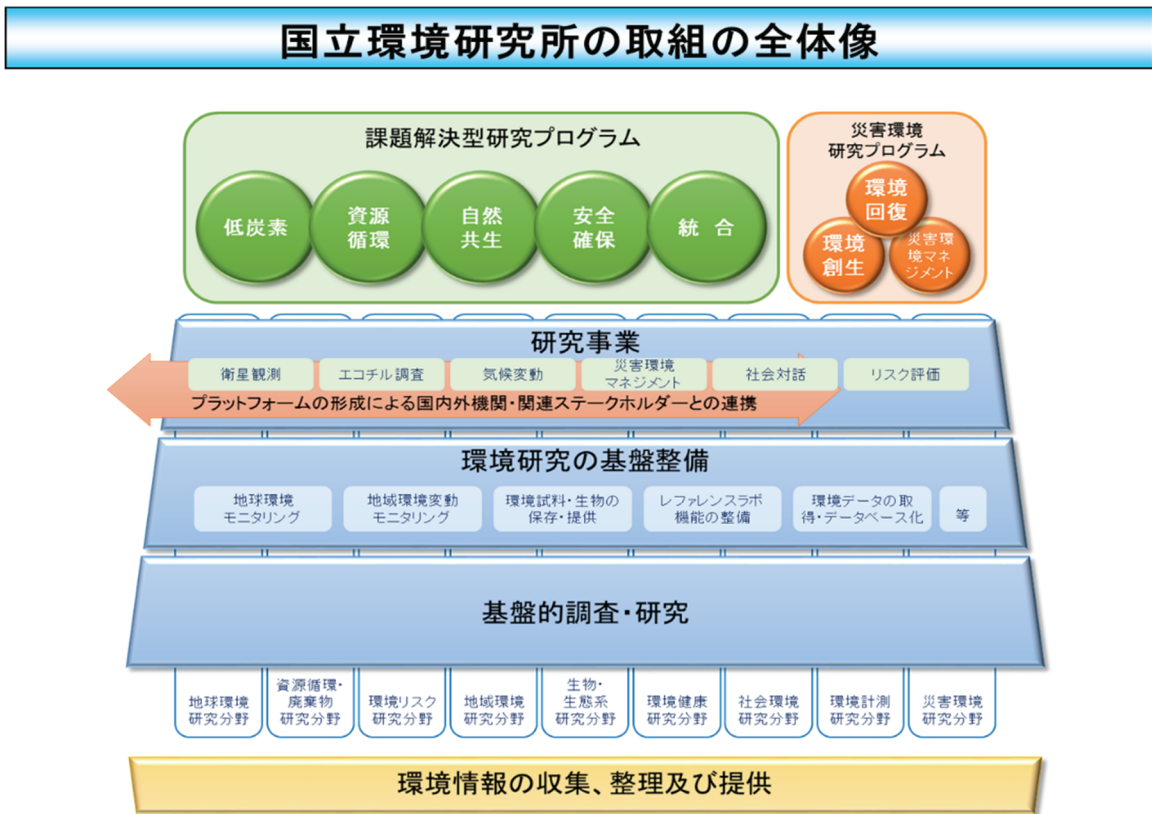 国立環境研究所の取組の全体像
課題解決型研究プログラム
低炭素
資源
循環
自然
共生
安全
確保
統 合
災害環境
研究プログラム
環境
回復
環境
創生
災害環
境マネ
ジメント
研究事業
衛星観測
エコチル調査
気候変動
災害環境
マネジメント
社会対話
リスク評価
プラットフォームの形成による国内外機関・関連ステークホルダーとの連携
環境研究の基盤整備
地球環境
モニタリング
地域環境変動
モニタリング
環境試料・生物の
保存・提供
レファレンスラボ
機能の整備
環境データの取
得・データベース化
等
基盤的調査・研究
地球環境
研究分野
資源循環・
廃棄物
研究分野
環境リスク
研究分野
地域環境
研究分野
生物・
生態系
研究分野
環境健康
研究分野
社会環境
研究分野
環境計測
研究分野
災害環境
研究分野
環境情報の収集、整理及び提供